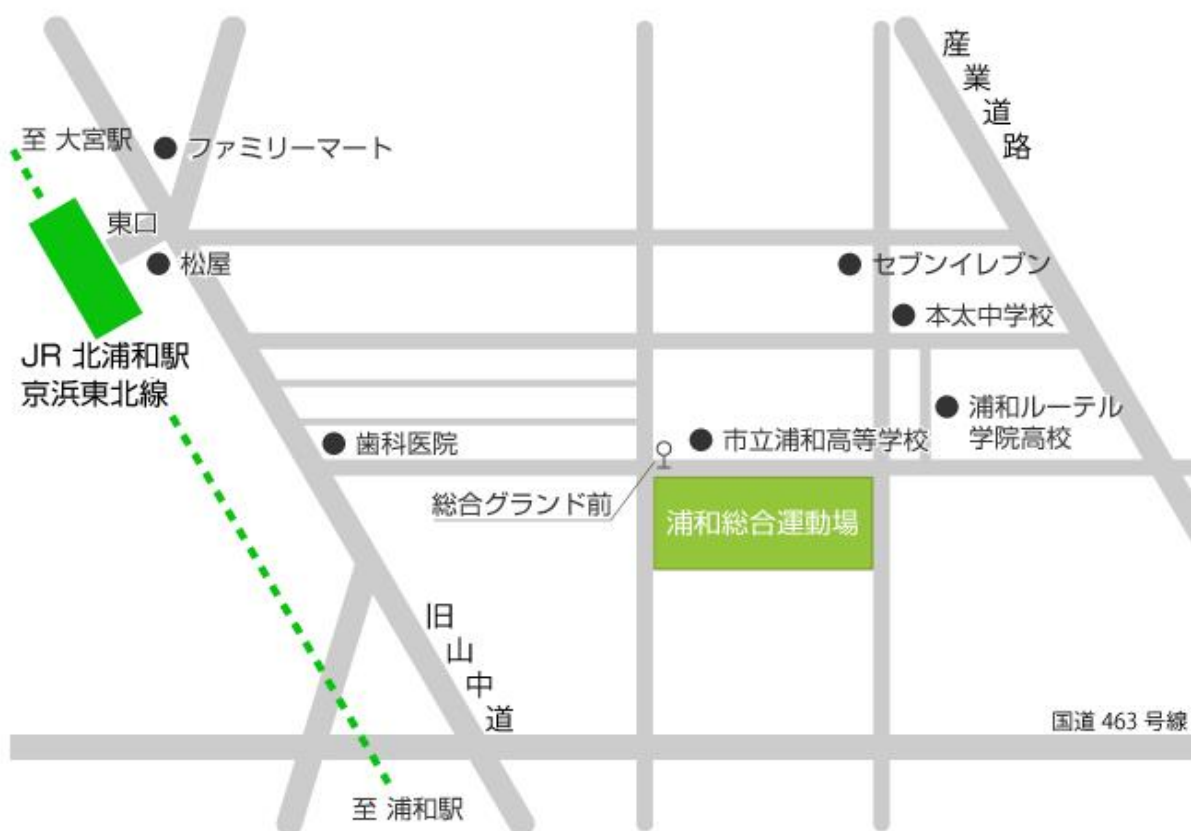 産業道路
至 大宮駅
ファミリーマート
東口
松屋
セブンイレブン
本太中学校
JR 北浦和駅
京浜東北線
浦和ルーテル
学院高校
歯科医院
市立浦和高等学校
総合グランド前
浦和総合運動場
旧山中道
国道 463 号線
至 浦和駅